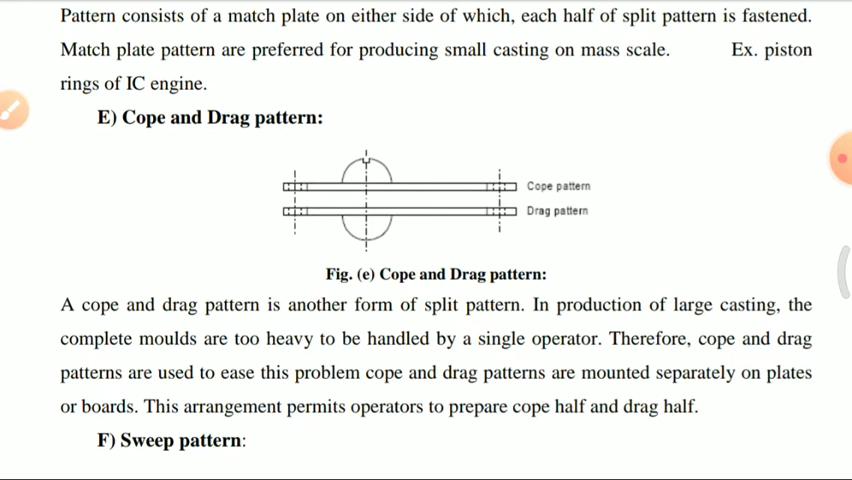 Pattern consists of a match plate on either side of which, each half of split pattern is fastened.
Match plate pattern are preferred for producing small casting on mass scale. Ex. piston
rings of IC engine.
E) Cope and Drag pattern:
Cope pattern
Drag pattern
Fig. (e) Cope and Drag pattern:
A cope and drag pattern is another form of split pattern. In production of large casting, the
complete moulds are too heavy to be handled by a single operator. Therefore, cope and drag
patterns are used to ease this problem cope and drag patterns are mounted separately on plates
or boards. This arrangement permits operators to prepare cope half and drag half.
F) Sweep pattern: